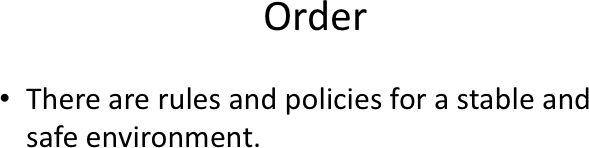 Order
• There are rules and policies for a stable and
safe environment.